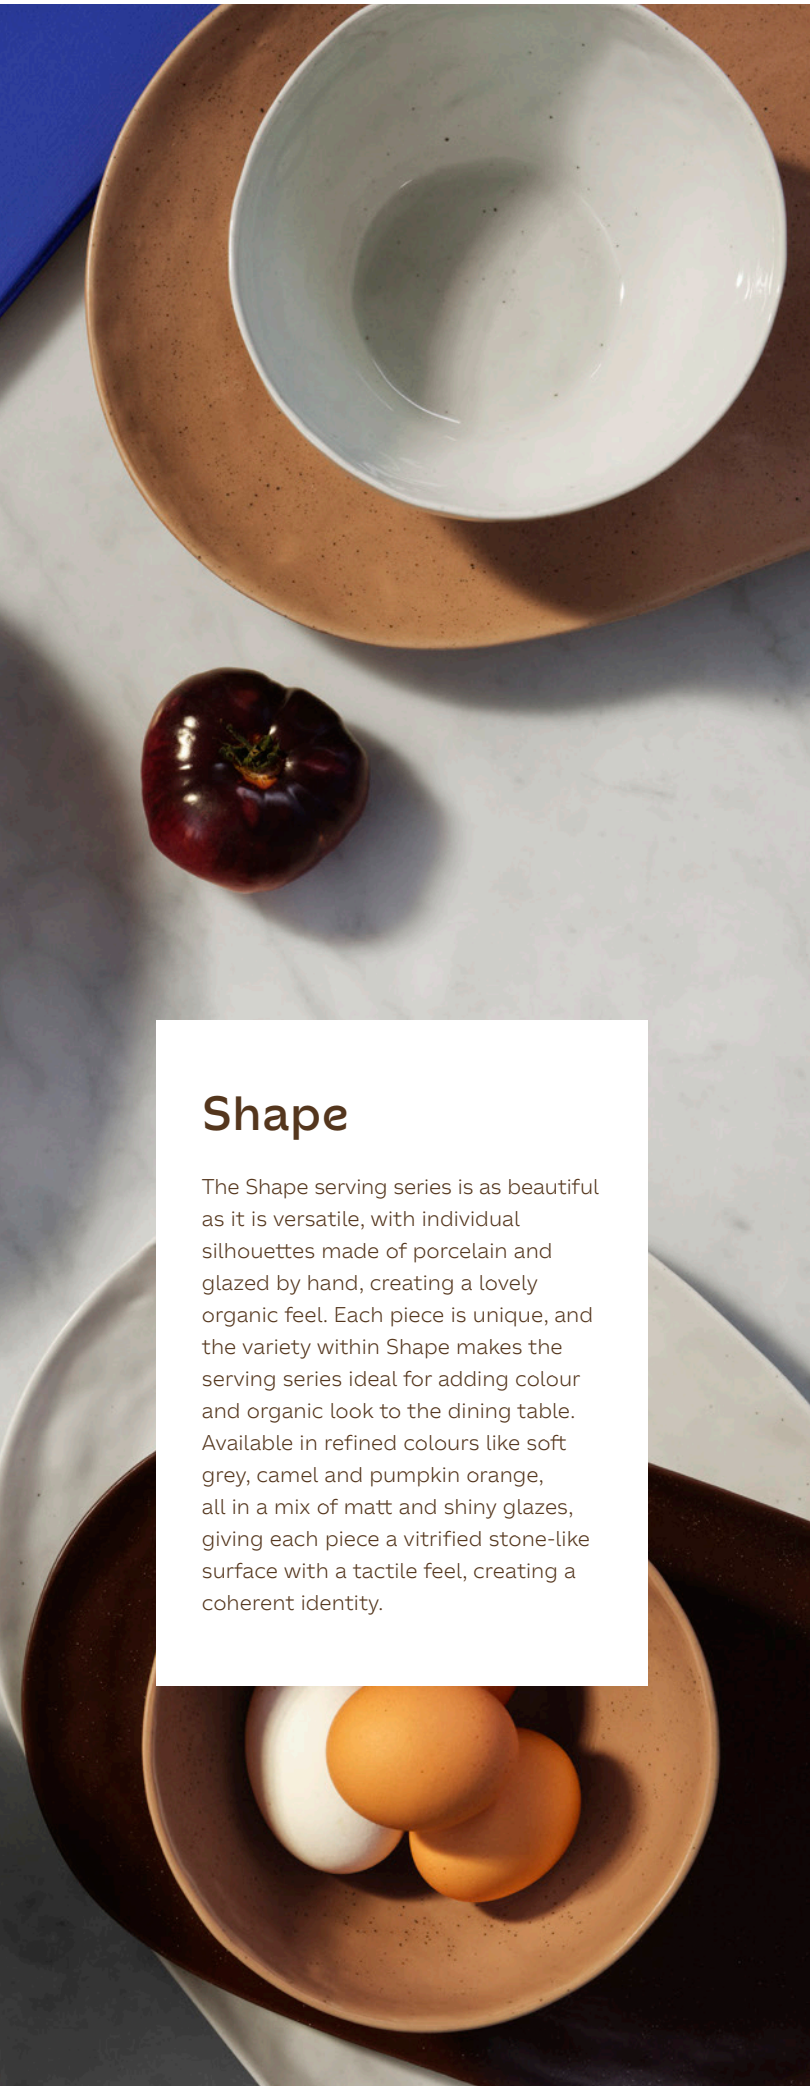 Shape
The Shape serving series is as beautiful
as it is versatile, with individual
silhouettes made of porcelain and
glazed by hand, creating a lovely
organic feel. Each piece is unique, and
the variety within Shape makes the
serving series ideal for adding colour
and organic look to the dining table.
Available in refined colours like soft
grey, camel and pumpkin orange,
all in a mix of matt and shiny glazes,
giving each piece a vitrified stone-like
surface with a tactile feel, creating a
coherent identity.